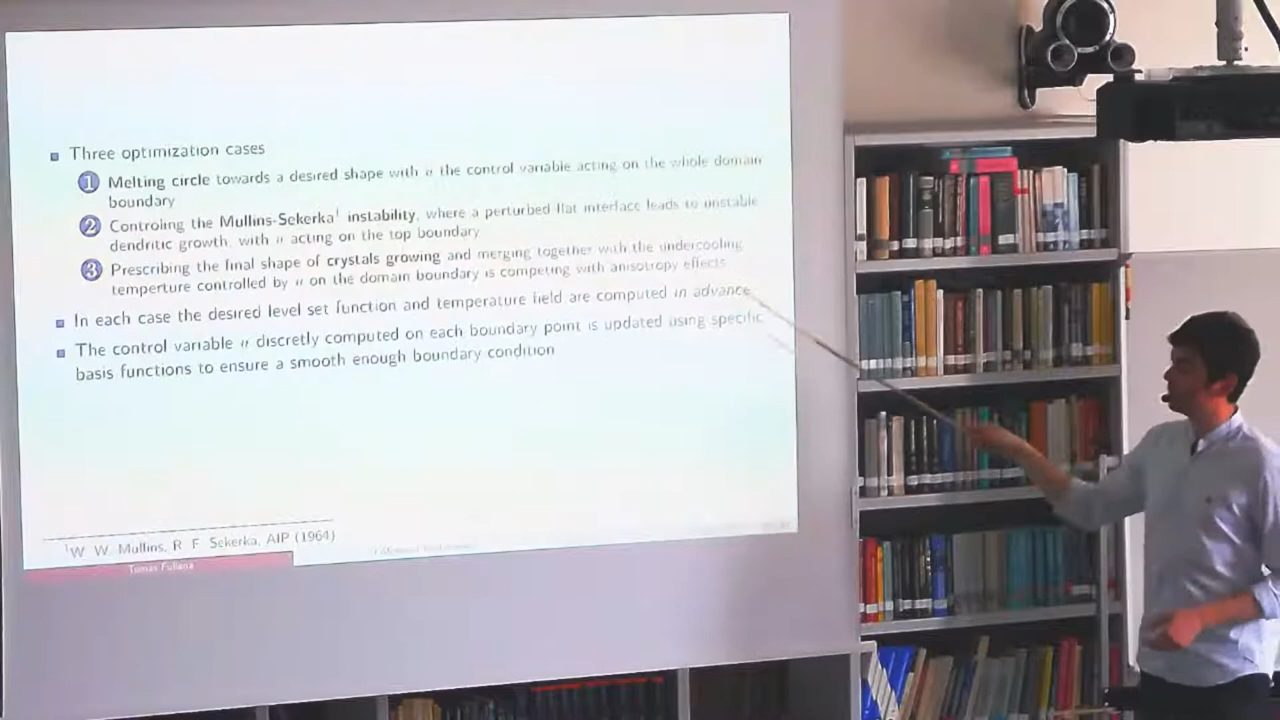 Three optimization cases
1 Melting circle towards a desired shape with u the control variable acting on the whole domain
boundary
2 Controling the Mullins-Sekerka¹ instability, where a perturbed flat interface leads to unstable
dendritic growth, with u acting on the top boundary
3 Prescribing the final shape of crystals growing and merging together with the undercooling
temperture controlled by u on the domain boundary is competing with anisotropy effects
In each case the desired level set function and temperature field are computed in advance
The control variable u discretly computed on each boundary point is updated using specific
basis functions to ensure a smooth enough boundary condition
¹W. W. Mullins, R. F. Sekerka, AIP (1964)
Tomas Fullana